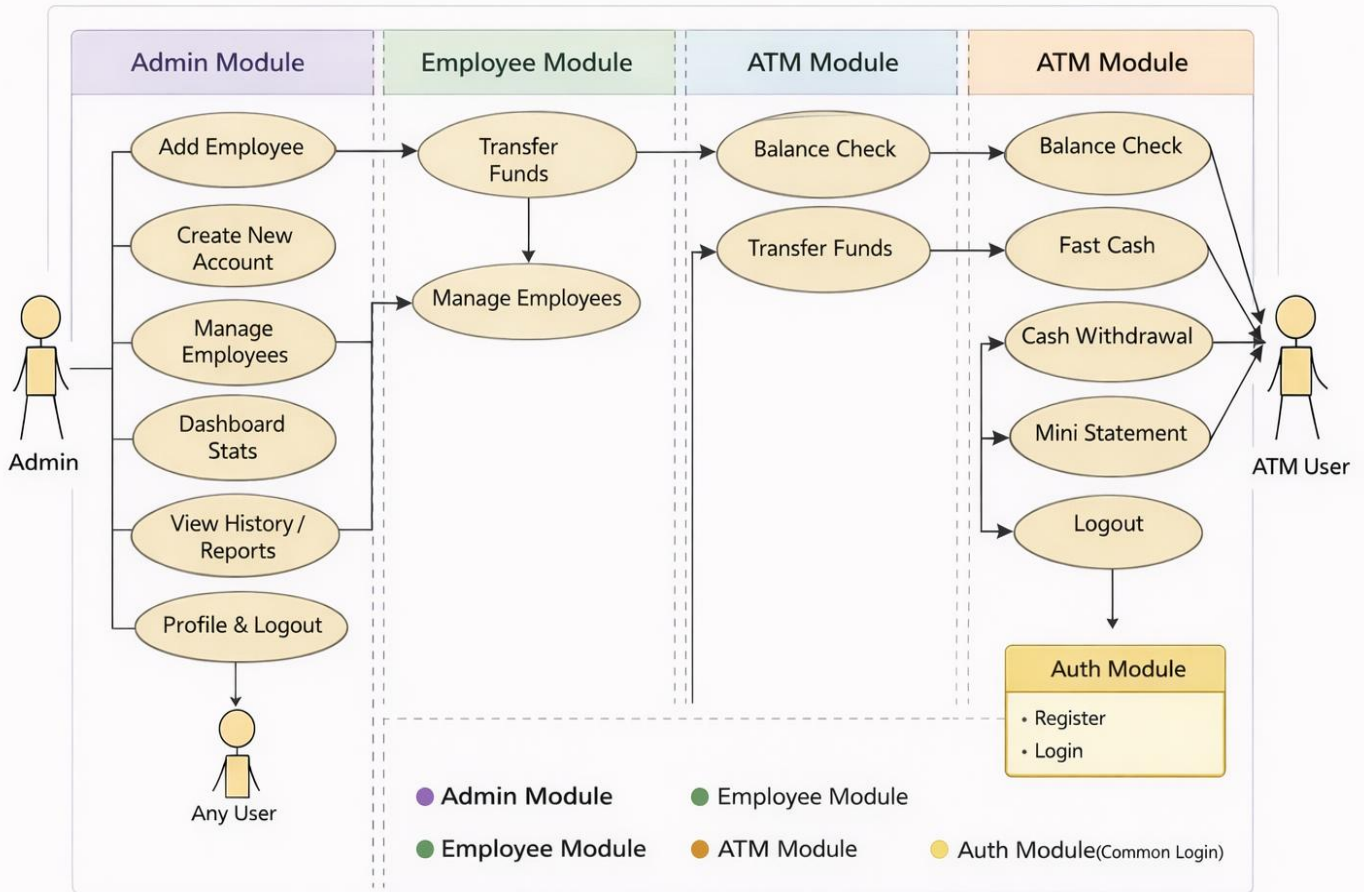 Admin Module
Employee Module
ATM Module
ATM Module
Add Employee
Create New
Account
Manage
Employees
Dashboard
Stats
View History /
Reports
Profile & Logout
Admin
Any User
Transfer
Funds
Manage Employees
Balance Check
Transfer Funds
Balance Check
Fast Cash
Cash Withdrawal
Mini Statement
Logout
ATM User
Auth Module
• Register
• Login
Admin Module
Employee Module
Employee Module
ATM Module
Auth Module(Common Login)